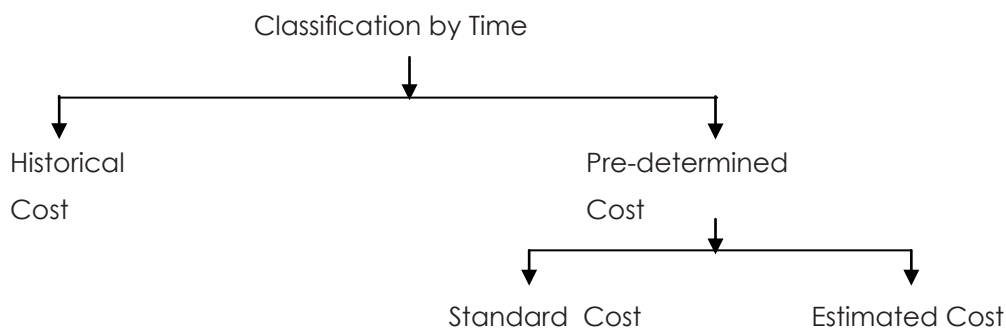 Classification by Time
Historical
Cost
Pre-determined
Cost
Standard Cost
Estimated Cost